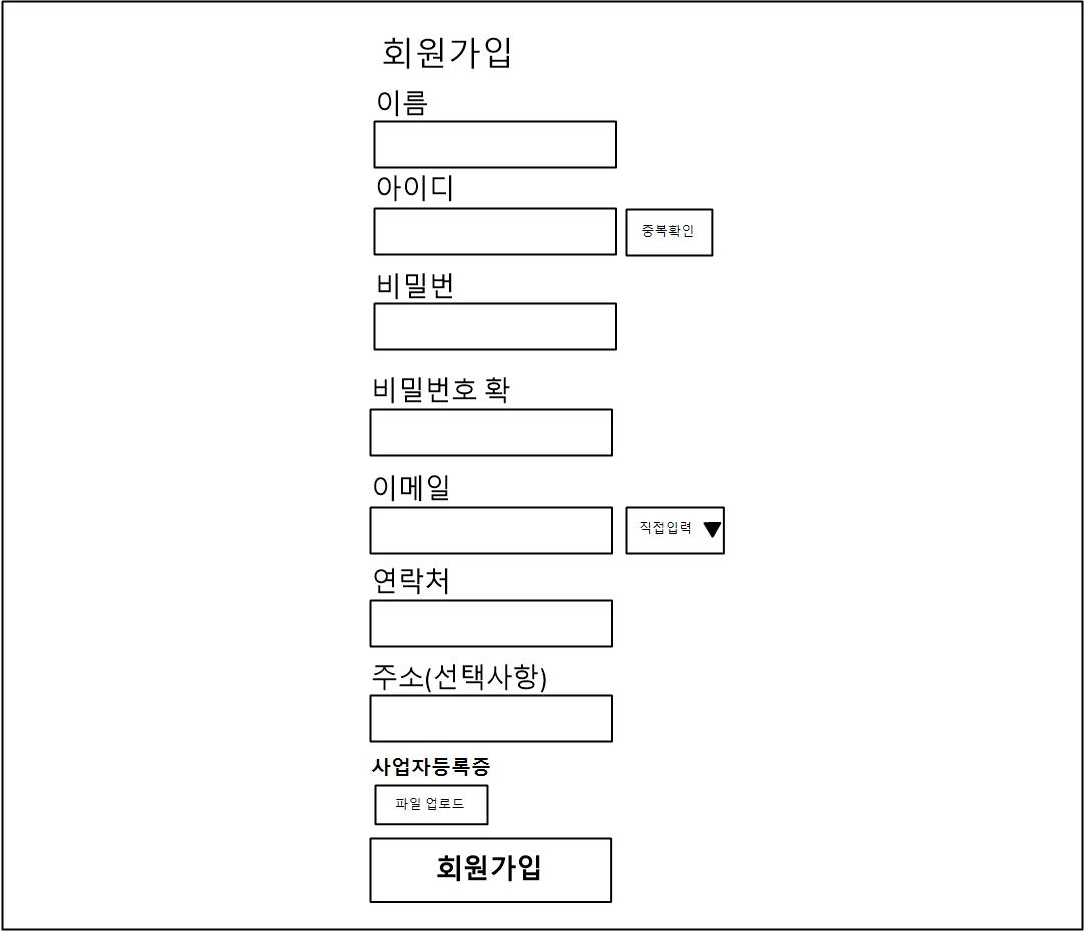 회원가입
이름
아이디
중복확인
비밀번
비밀번호 확
이메일
직접입력
연락처
주소(선택사항)
사업자등록증
파일 업로드
회원가입